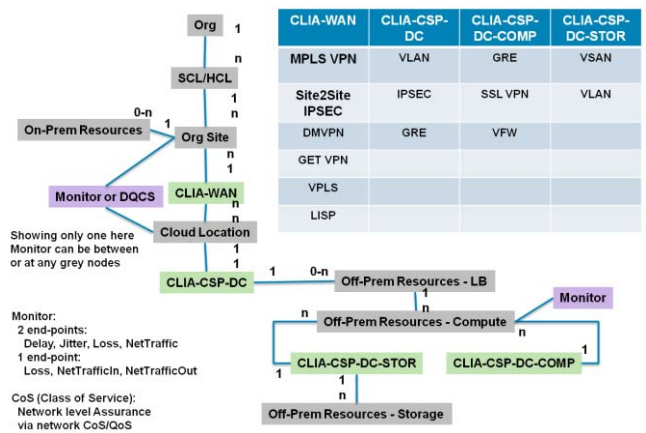 Org
1
n
SCL/HCL
1
n
0-n
1
On-Prem Resources
Org Site
n
1
Monitor or DQCS
CLIA-WAN
n
n
Showing only one here
Monitor can be between
or at any grey nodes
Cloud Location
1
1
CLIA-CSP-DC
1
0-n
Off-Prem Resources - LB
1
n
Monitor
n
Off-Prem Resources - Compute
n
Monitor:
2 end-points:
Delay, Jitter, Loss, NetTraffic
1 end-point:
Loss, NetTrafficIn, NetTrafficOut
1
CLIA-CSP-DC-STOR
CLIA-CSP-DC-COMP
1
1
n
Off-Prem Resources - Storage
CoS (Class of Service):
Network level Assurance
via network CoS/QoS
CLIA-WAN CLIA-CSP- CLIA-CSP- CLIA-CSP-
DC DC-COMP DC-STOR
MPLS VPN VLAN GRE VSAN
Site2Site IPSEC SSL VPN VLAN
IPSEC
DMVPN GRE VFW
GET VPN
VPLS
LISP